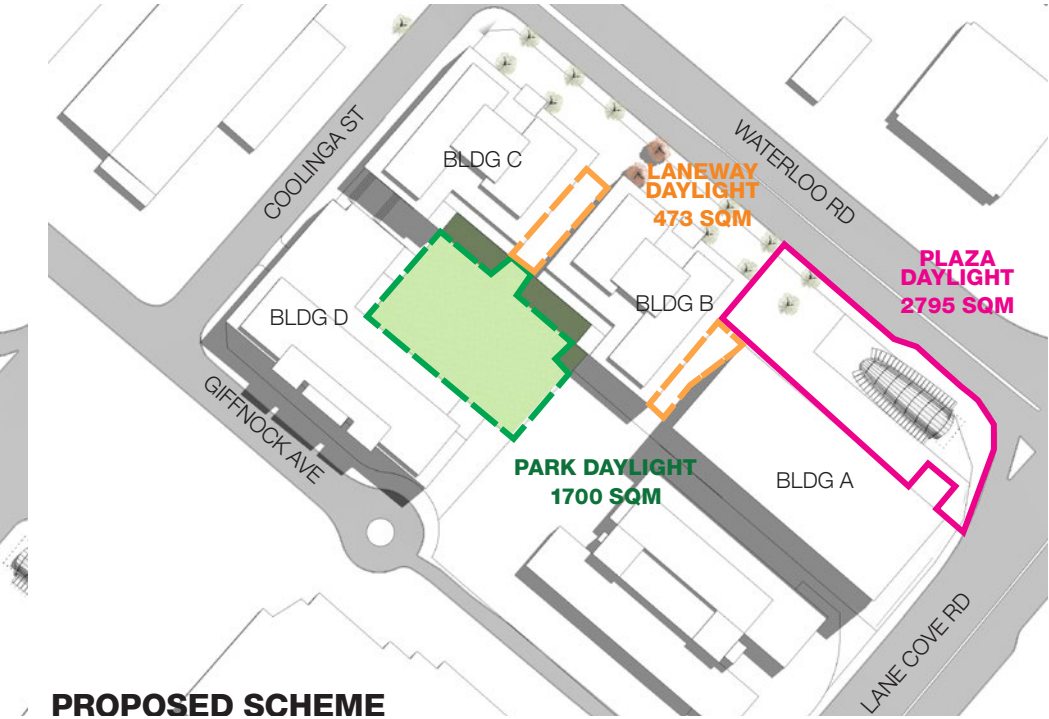 COOLINGA ST
BLDG C
LANEWAY
DAYLIGHT
473 SQM
WATERLOO RD
PLAZA
DAYLIGHT
2795 SQM
BLDG B
BLDG D
GIFFNOCK AVE
PARK DAYLIGHT
1700 SQM
BLDG A
LANE COVE RD
PROPOSED SCHEME